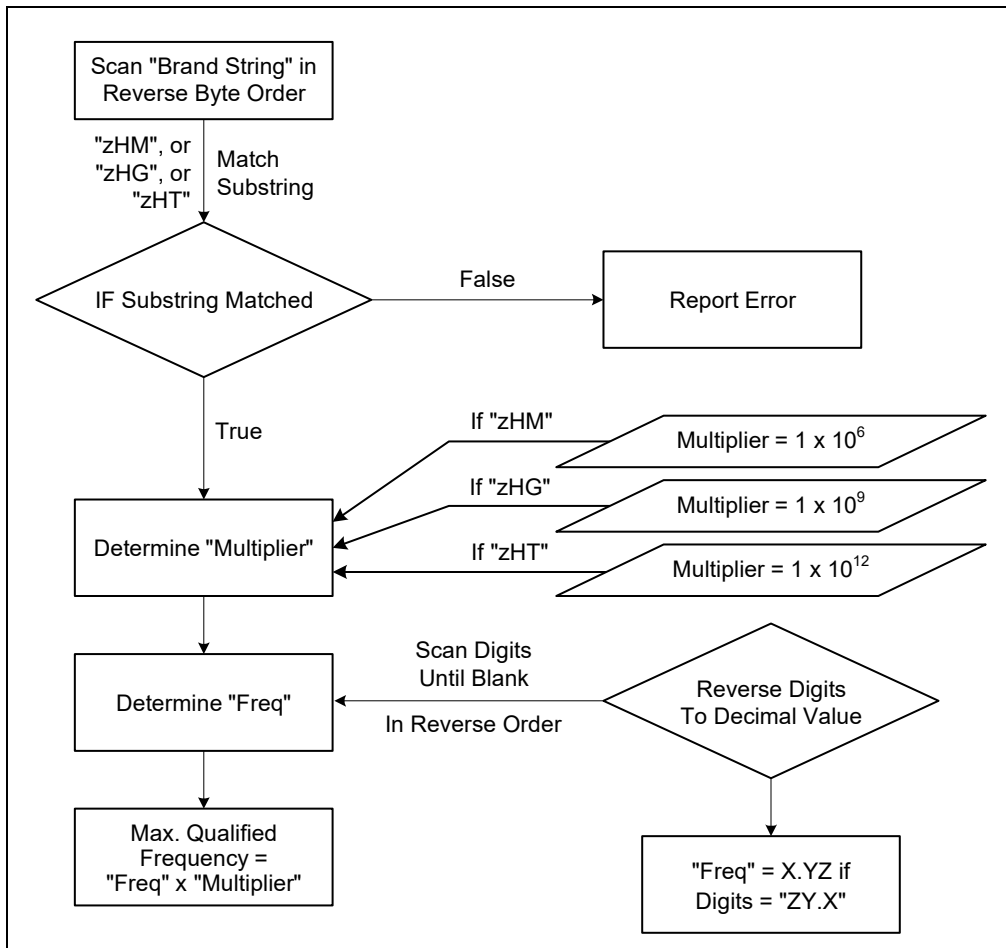 Scan "Brand String" in
Reverse Byte Order
"zHM", or
"zHG", or
"zHT"
Match
Substring
IF Substring Matched
False
Report Error
True
If "zHM"
Multiplier = 1 x 10⁶
If "zHG"
Multiplier = 1 x 10⁹
Determine "Multiplier"
If "zHT"
Multiplier = 1 x 10¹²
Scan Digits
Until Blank
In Reverse Order
Reverse Digits
To Decimal Value
Determine "Freq"
Max. Qualified
Frequency =
"Freq" x "Multiplier"
"Freq" = X.YZ if
Digits = "ZY.X"